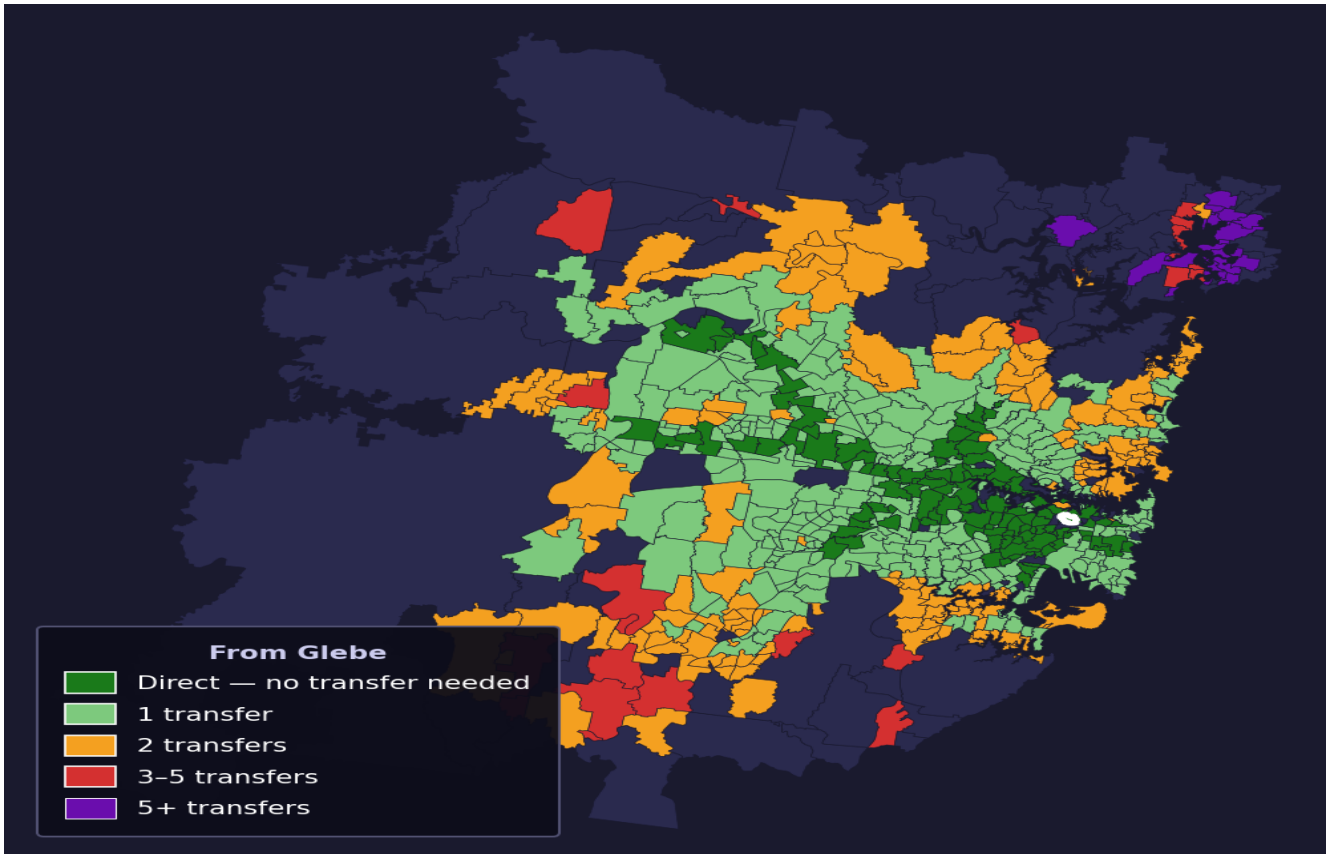 From Glebe
Direct — no transfer needed
1 transfer
2 transfers
3–5 transfers
5+ transfers